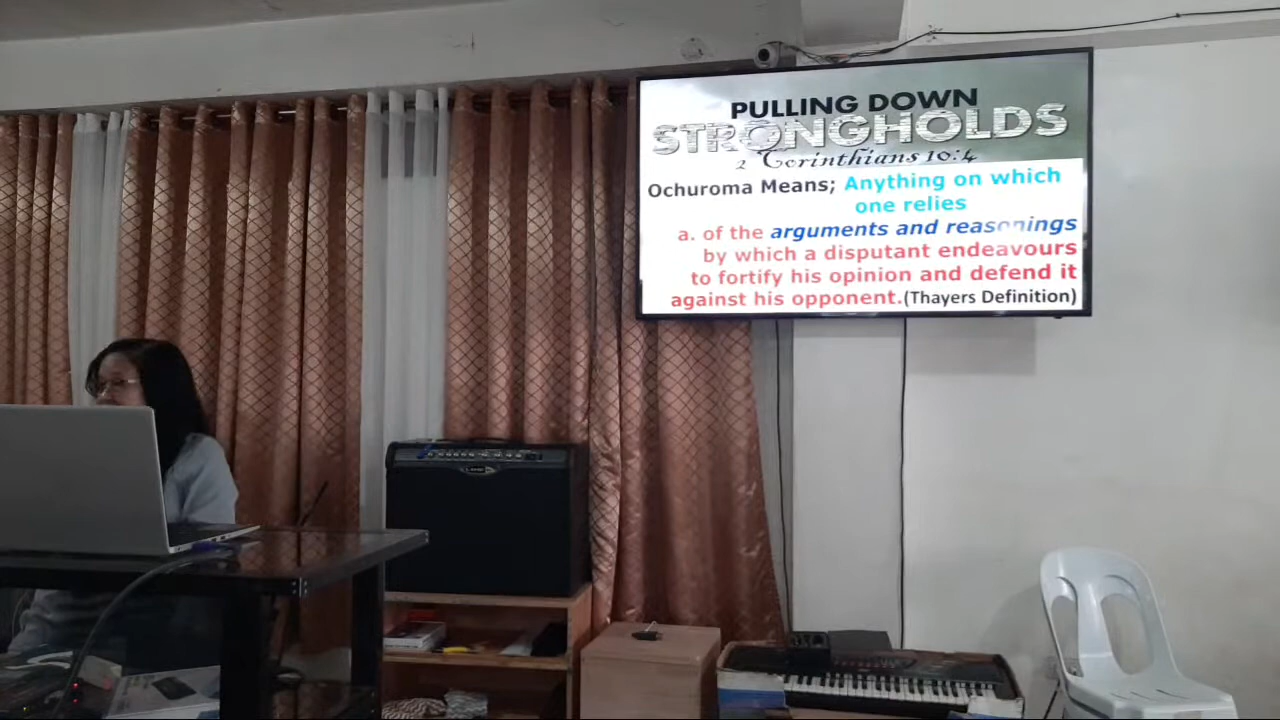 PULLING DOWN
STRONGHOLDS
2 Corinthians 10:4
Ochuroma Means; Anything on which
one relies
a. of the arguments and reasonings
by which a disputant endeavours
to fortify his opinion and defend it
against his opponent.(Thayers Definition)